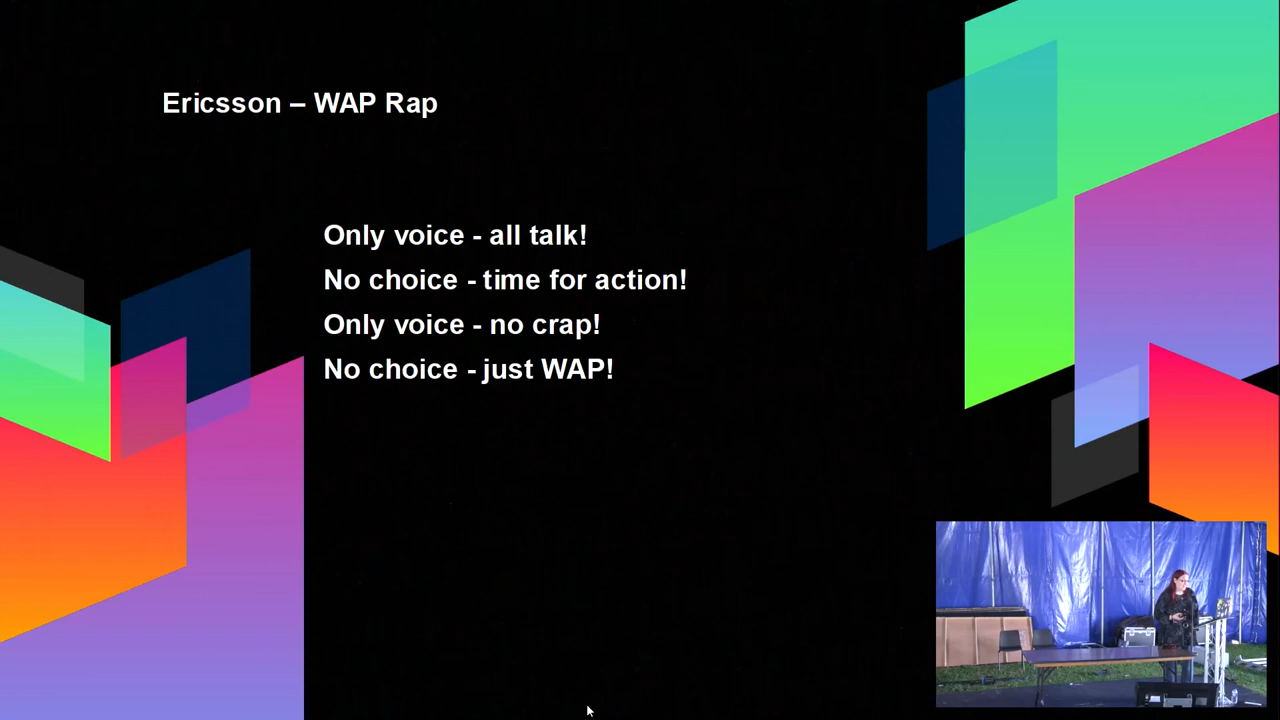 Ericsson – WAP Rap
Only voice - all talk!
No choice - time for action!
Only voice - no crap!
No choice - just WAP!